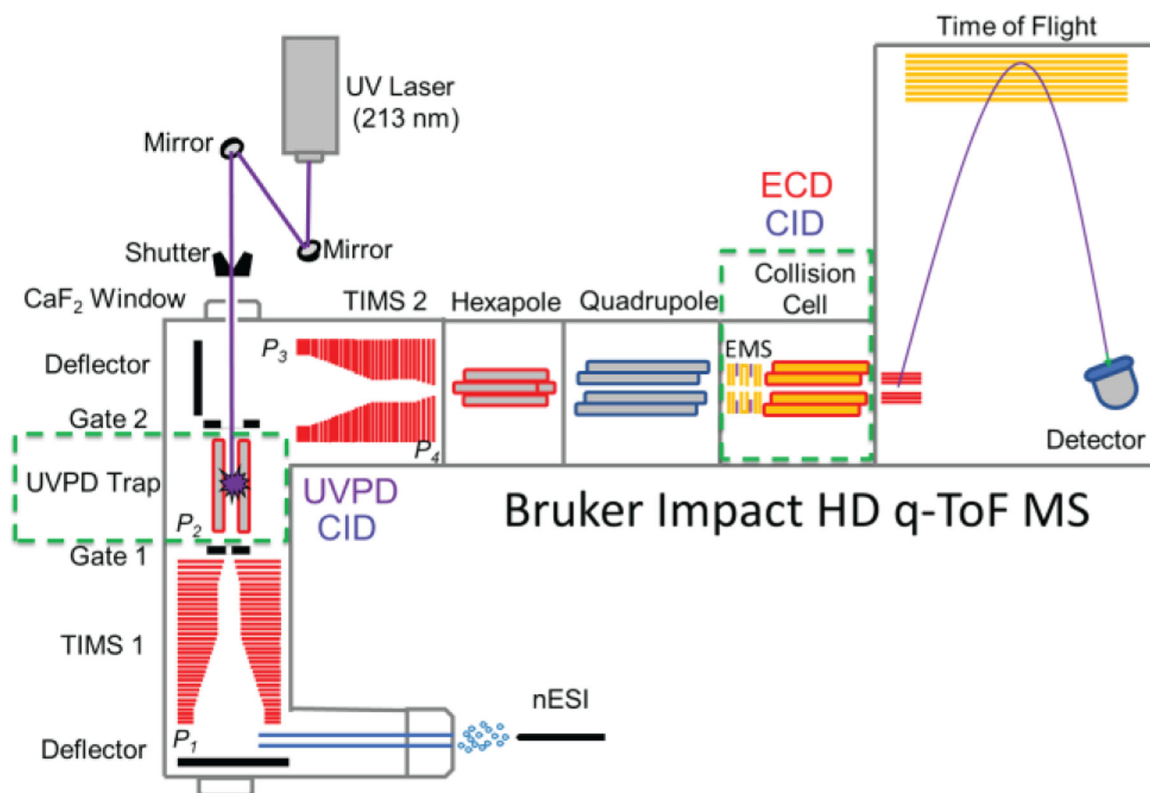 Time of Flight
UV Laser
(213 nm)
Mirror
Mirror
Shutter
ECD
CID
CaF2 Window
TIMS 2
Hexapole
Quadrupole
Collision
Cell
Deflector
P3
EMS
Gate 2
P4
Detector
UVPD Trap
P2
UVPD
CID
Bruker Impact HD q-ToF MS
Gate 1
TIMS 1
nESI
Deflector
P1